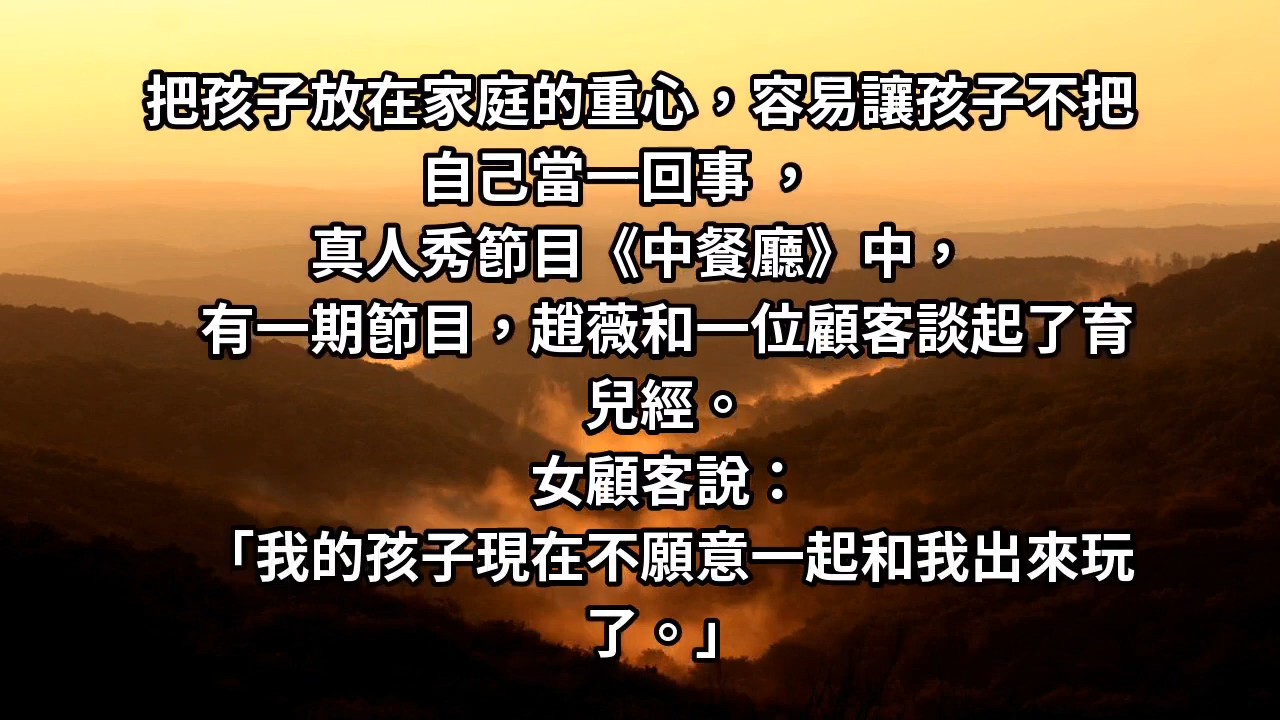 把孩子放在家庭的重心，容易讓孩子不把
自己當一回事 ，
真人秀節目《中餐廳》中，
有一期節目，趙薇和一位顧客談起了育
兒經。
女顧客說：
「我的孩子現在不願意一起和我出來玩
了。」